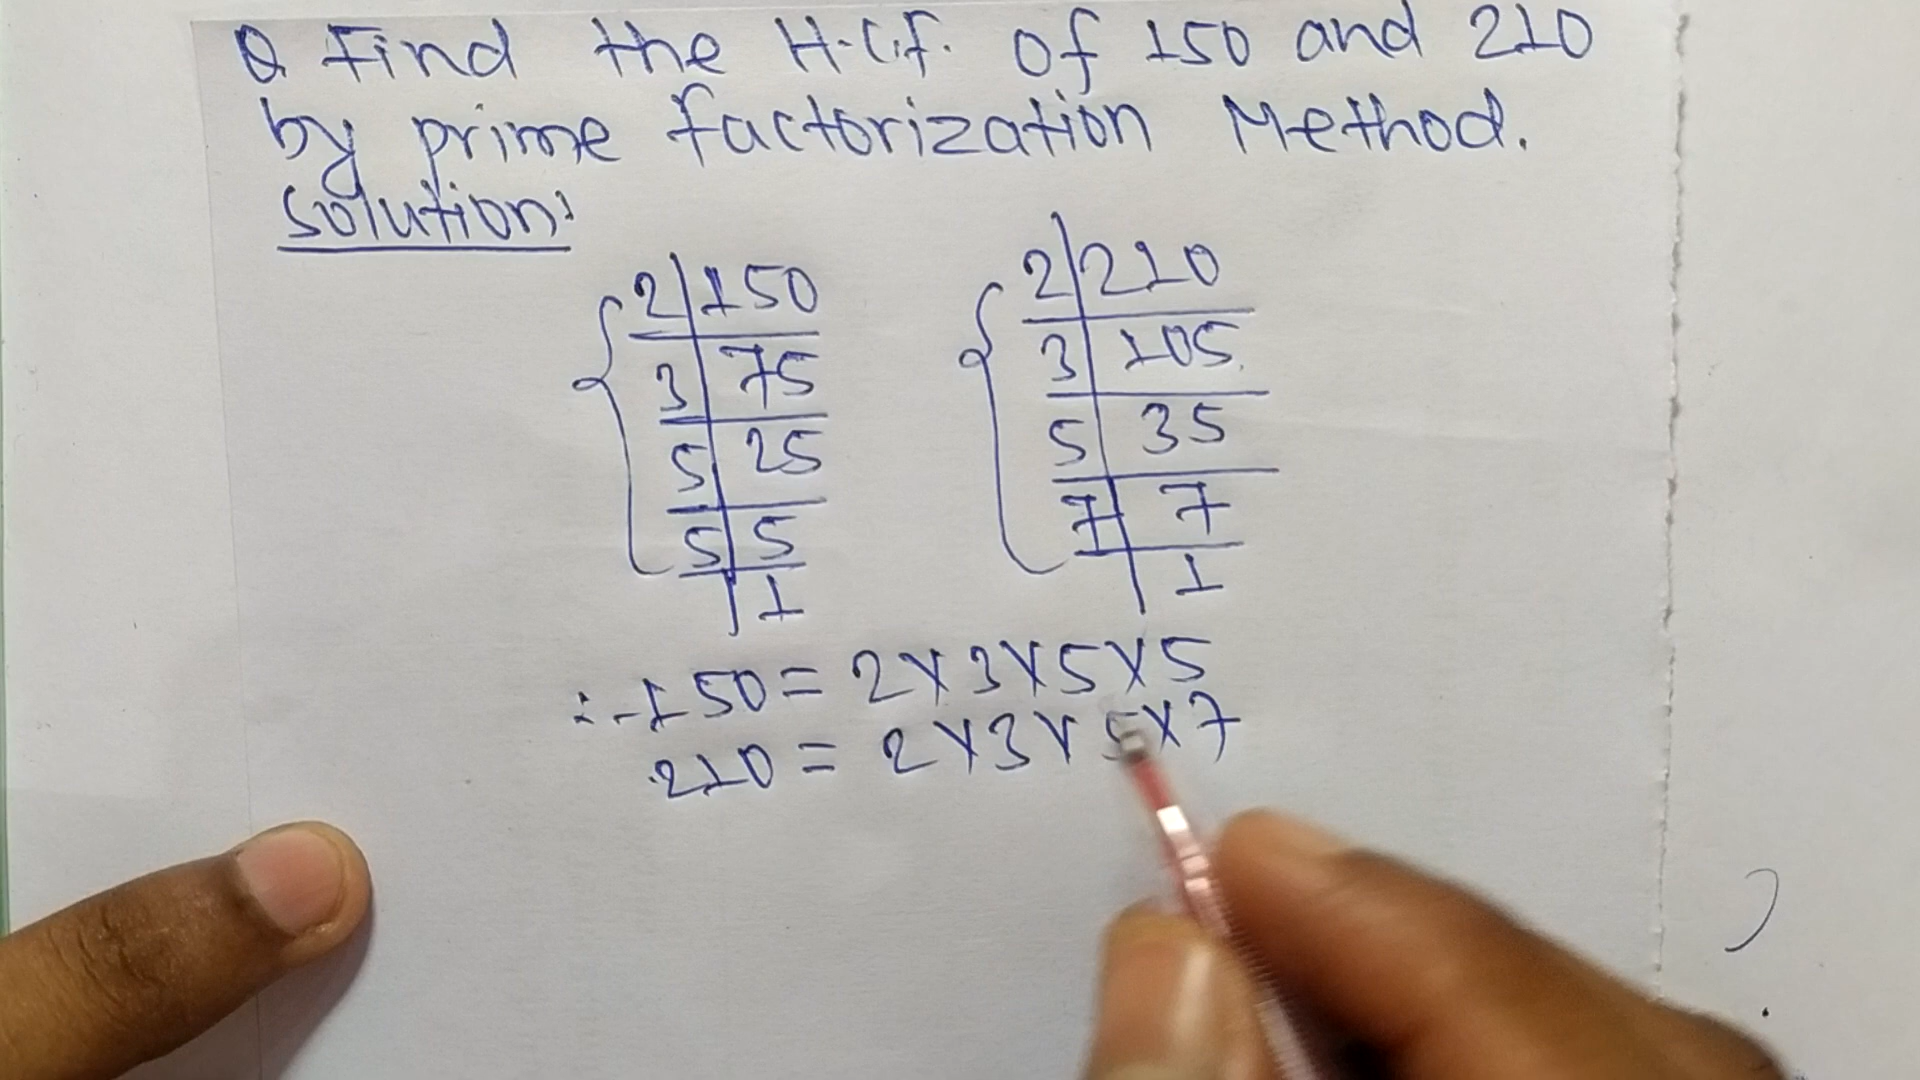 Q Find the H.C.F. of 150 and 210
by prime factorization Method.
Solution:
2 150
3 75
5 25
5 5
1
2 210
3 105
5 35
7 7
1
∴ 150 = 2×3×5×5
210 = 2×3×5×7